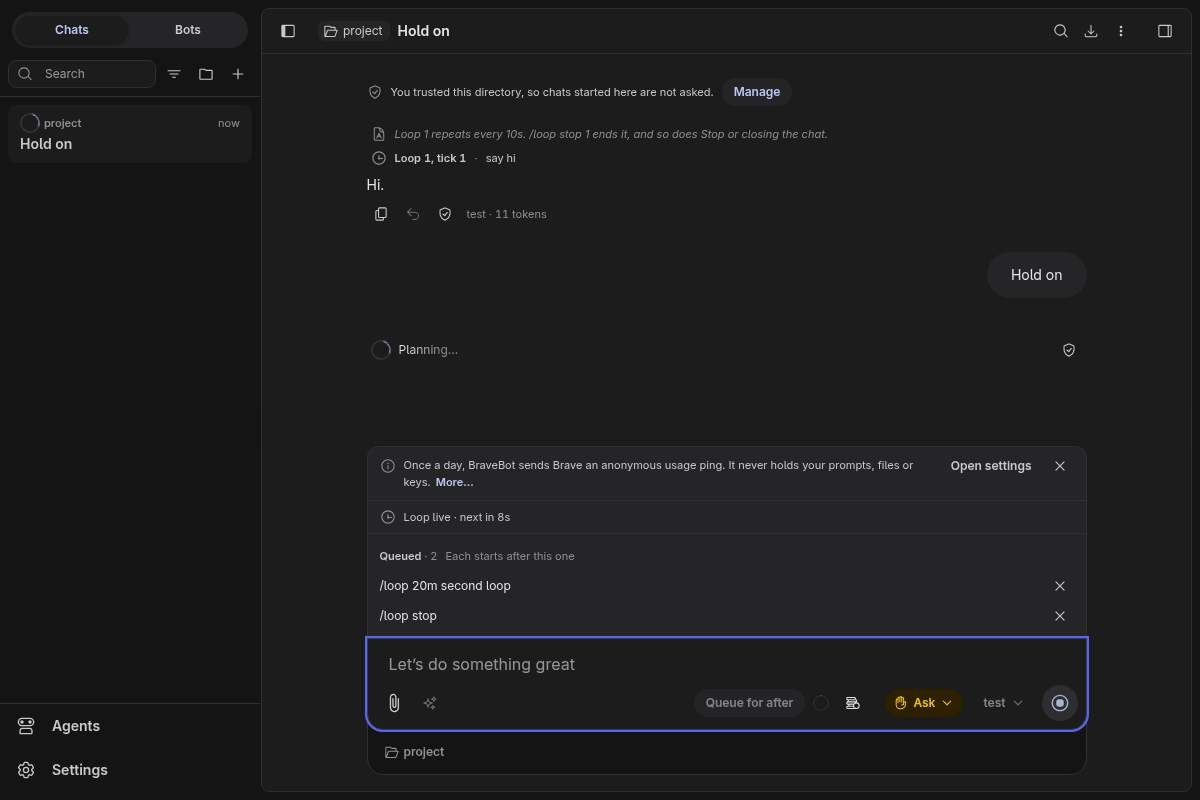 Chats
Bots
Search
project
now
Hold on
Agents
Settings
project
Hold on
You trusted this directory, so chats started here are not asked.
Manage
Loop 1 repeats every 10s. /loop stop 1 ends it, and so does Stop or closing the chat.
Loop 1, tick 1 · say hi
Hi.
test · 11 tokens
Hold on
Planning...
Once a day, BraveBot sends Brave an anonymous usage ping. It never holds your prompts, files or
keys. More...
Open settings
Loop live · next in 8s
Queued · 2 Each starts after this one
/loop 20m second loop
/loop stop
Let's do something great
Queue for after
Ask
test
project